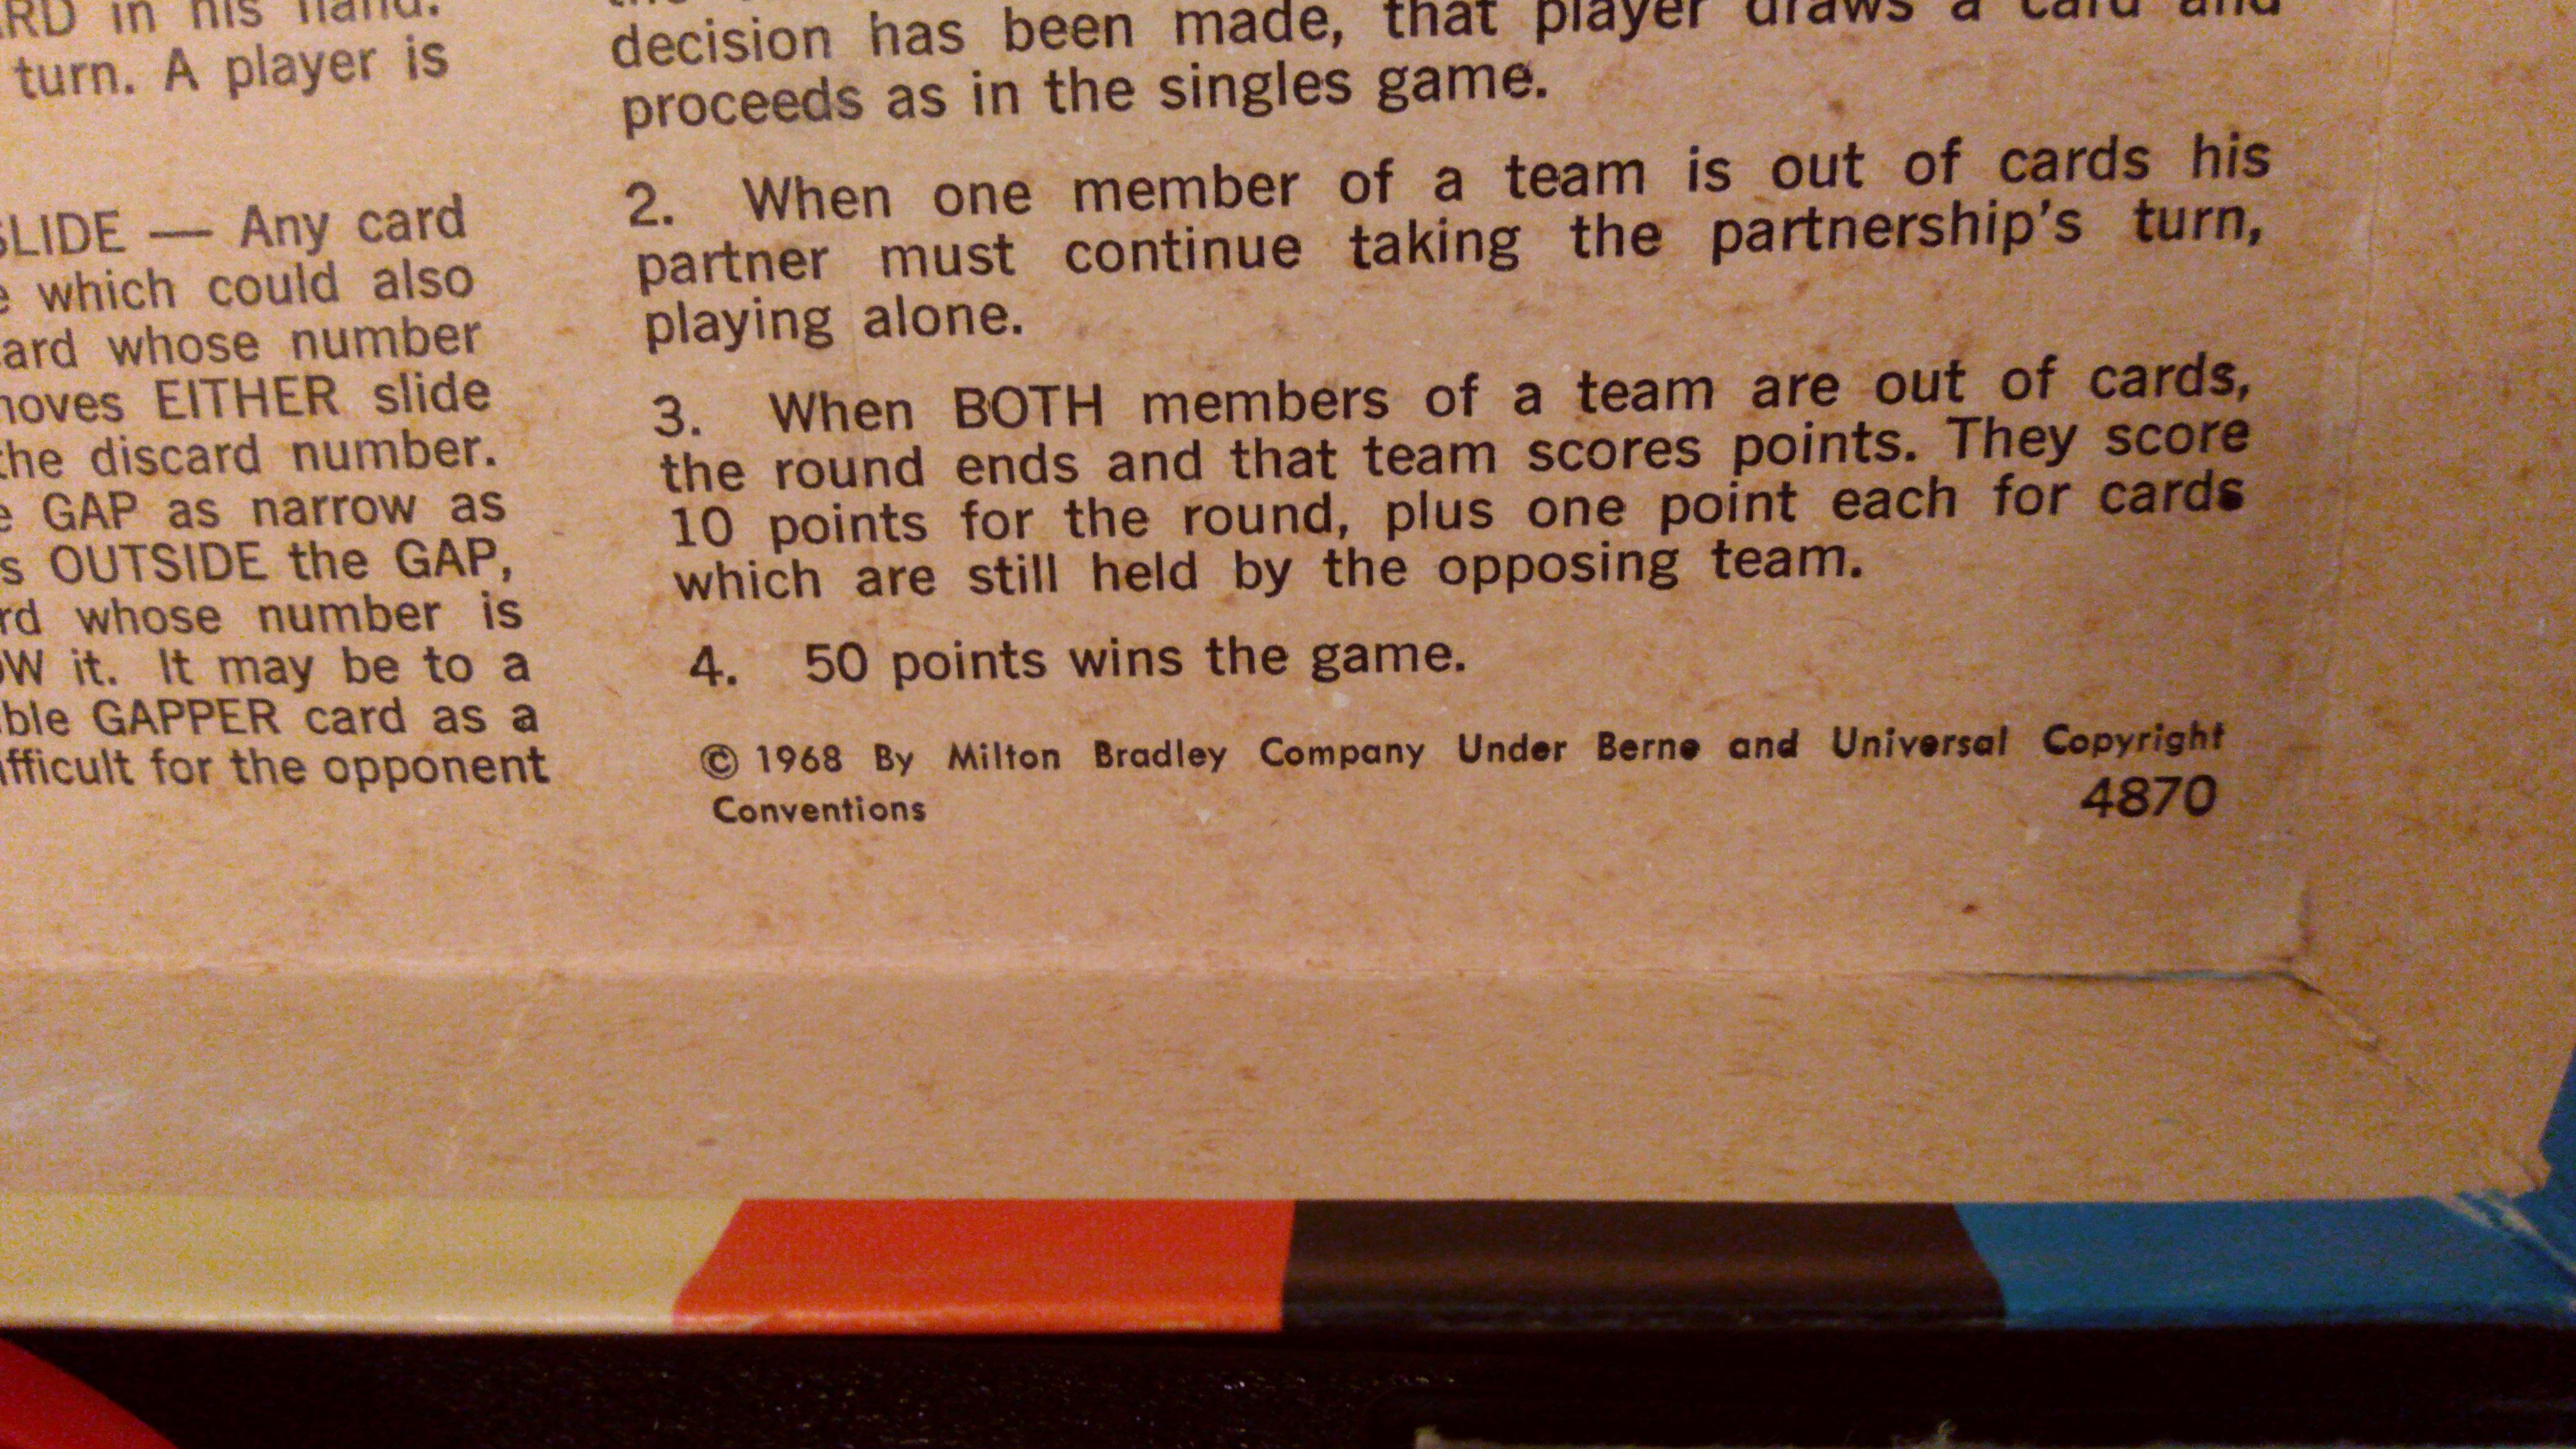 RD in his hand.
turn. A player is
SLIDE — Any card
which could also
ard whose number
moves EITHER slide
the discard number.
GAP as narrow as
s OUTSIDE the GAP,
rd whose number is
OW it. It may be to a
ble GAPPER card as a
ifficult for the opponent
decision has been made, that player draws a card and
proceeds as in the singles game.
2. When one member of a team is out of cards his
partner must continue taking the partnership's turn,
playing alone.
3. When BOTH members of a team are out of cards,
the round ends and that team scores points. They score
10 points for the round, plus one point each for cards
which are still held by the opposing team.
4. 50 points wins the game.
© 1968 By Milton Bradley Company Under Berne and Universal Copyright
Conventions 4870